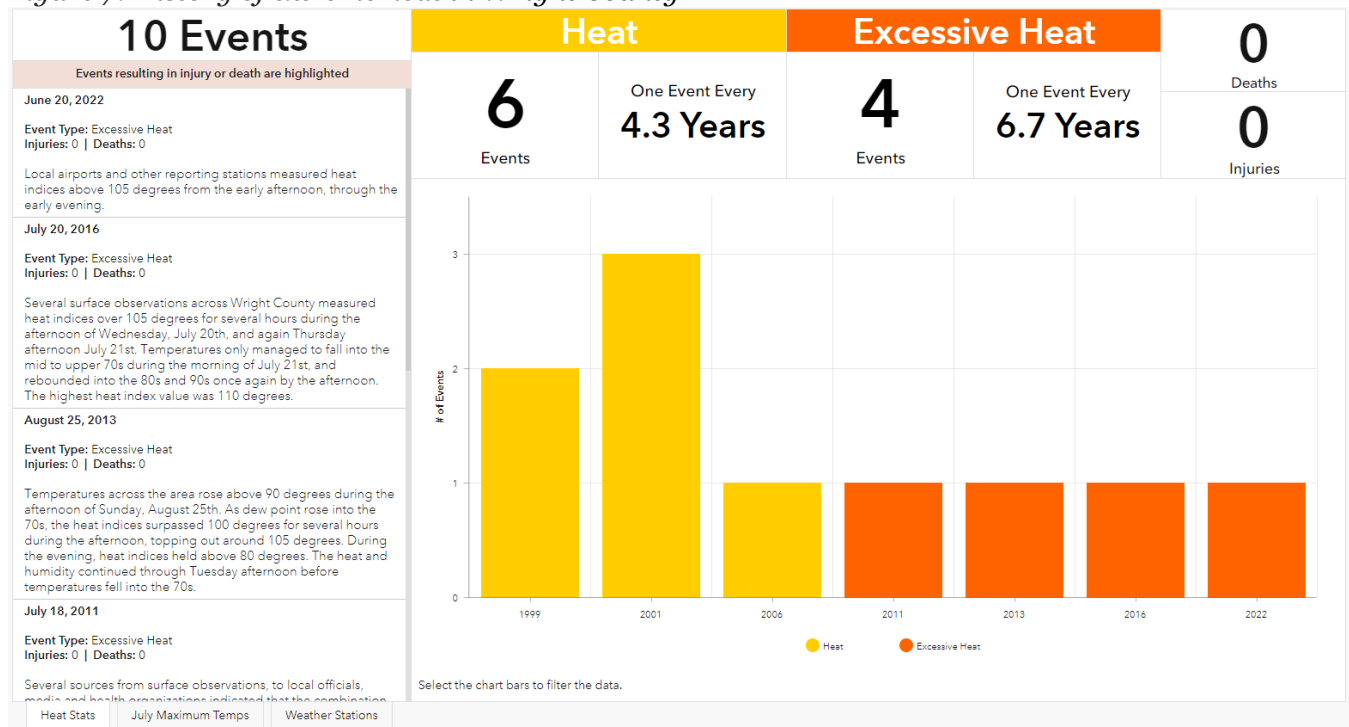 10 Events
Events resulting in injury or death are highlighted
June 20, 2022
Event Type: Excessive Heat
Injuries: 0 | Deaths: 0
Local airports and other reporting stations measured heat
indices above 105 degrees from the early afternoon, through the
early evening.
July 20, 2016
Event Type: Excessive Heat
Injuries: 0 | Deaths: 0
Several surface observations across Wright County measured
heat indices over 105 degrees for several hours during the
afternoon of Wednesday, July 20th, and again Thursday
afternoon July 21st. Temperatures only managed to fall into the
mid to upper 70s during the morning of July 21st, and
rebounded into the 80s and 90s once again by the afternoon.
The highest heat index value was 110 degrees.
August 25, 2013
Event Type: Excessive Heat
Injuries: 0 | Deaths: 0
Temperatures across the area rose above 90 degrees during the
afternoon of Sunday, August 25th. As dew point rose into the
70s, the heat indices surpassed 100 degrees for several hours
during the afternoon, topping out around 105 degrees. During
the evening, heat indices held above 80 degrees. The heat and
humidity continued through Tuesday afternoon before
temperatures fell into the 70s.
July 18, 2011
Event Type: Excessive Heat
Injuries: 0 | Deaths: 0
Several sources from surface observations, to local officials,
media and health organizations indicated that the combination
Heat
6
Events
One Event Every
4.3 Years
Excessive Heat
4
Events
One Event Every
6.7 Years
0
Deaths
0
Injuries
# of Events
3
2
1
0
1999 2001 2006 2011 2013 2016 2022
Heat Excessive Heat
Select the chart bars to filter the data.
Heat Stats July Maximum Temps Weather Stations